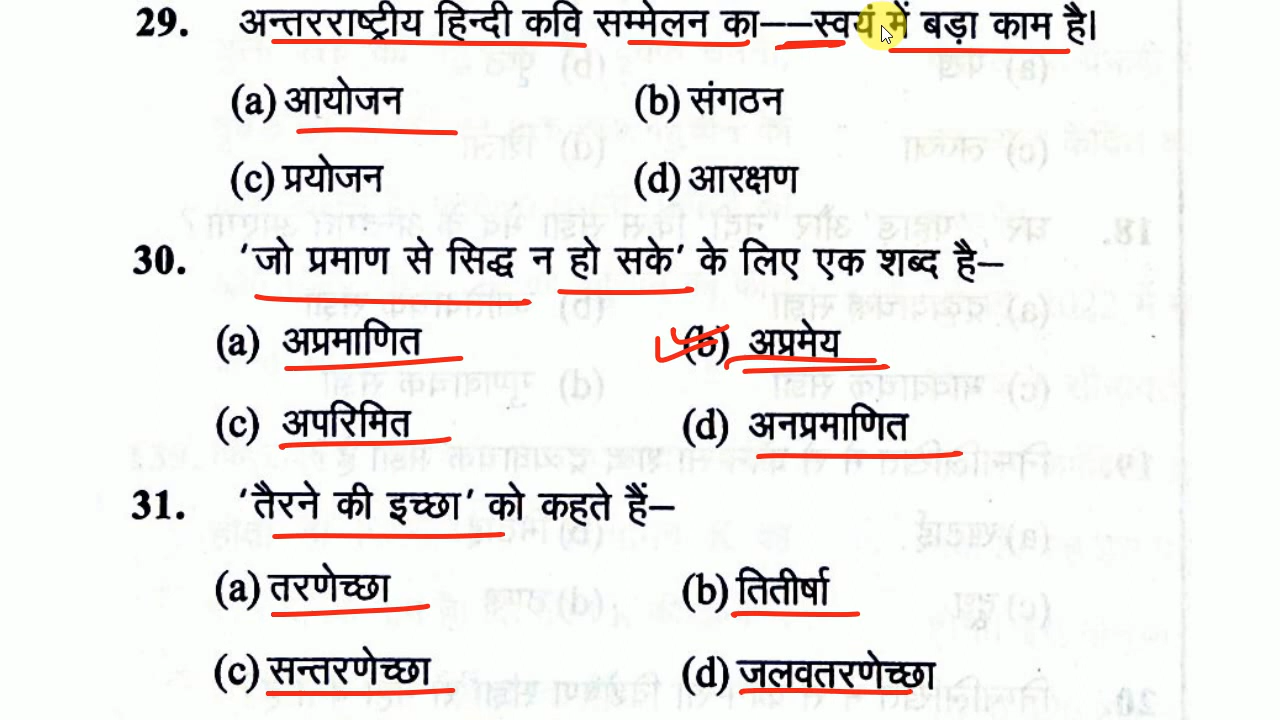 29. अन्तरराष्ट्रीय हिन्दी कवि सम्मेलन का——स्वयं में बड़ा काम है।
(a) आयोजन (b) संगठन
(c) प्रयोजन (d) आरक्षण
30. 'जो प्रमाण से सिद्ध न हो सके' के लिए एक शब्द है–
(a) अप्रमाणित (b) अप्रमेय
(c) अपरिमित (d) अनप्रमाणित
31. 'तैरने की इच्छा' को कहते हैं–
(a) तरणेच्छा (b) तितीर्षा
(c) सन्तरणेच्छा (d) जलवतरणेच्छा